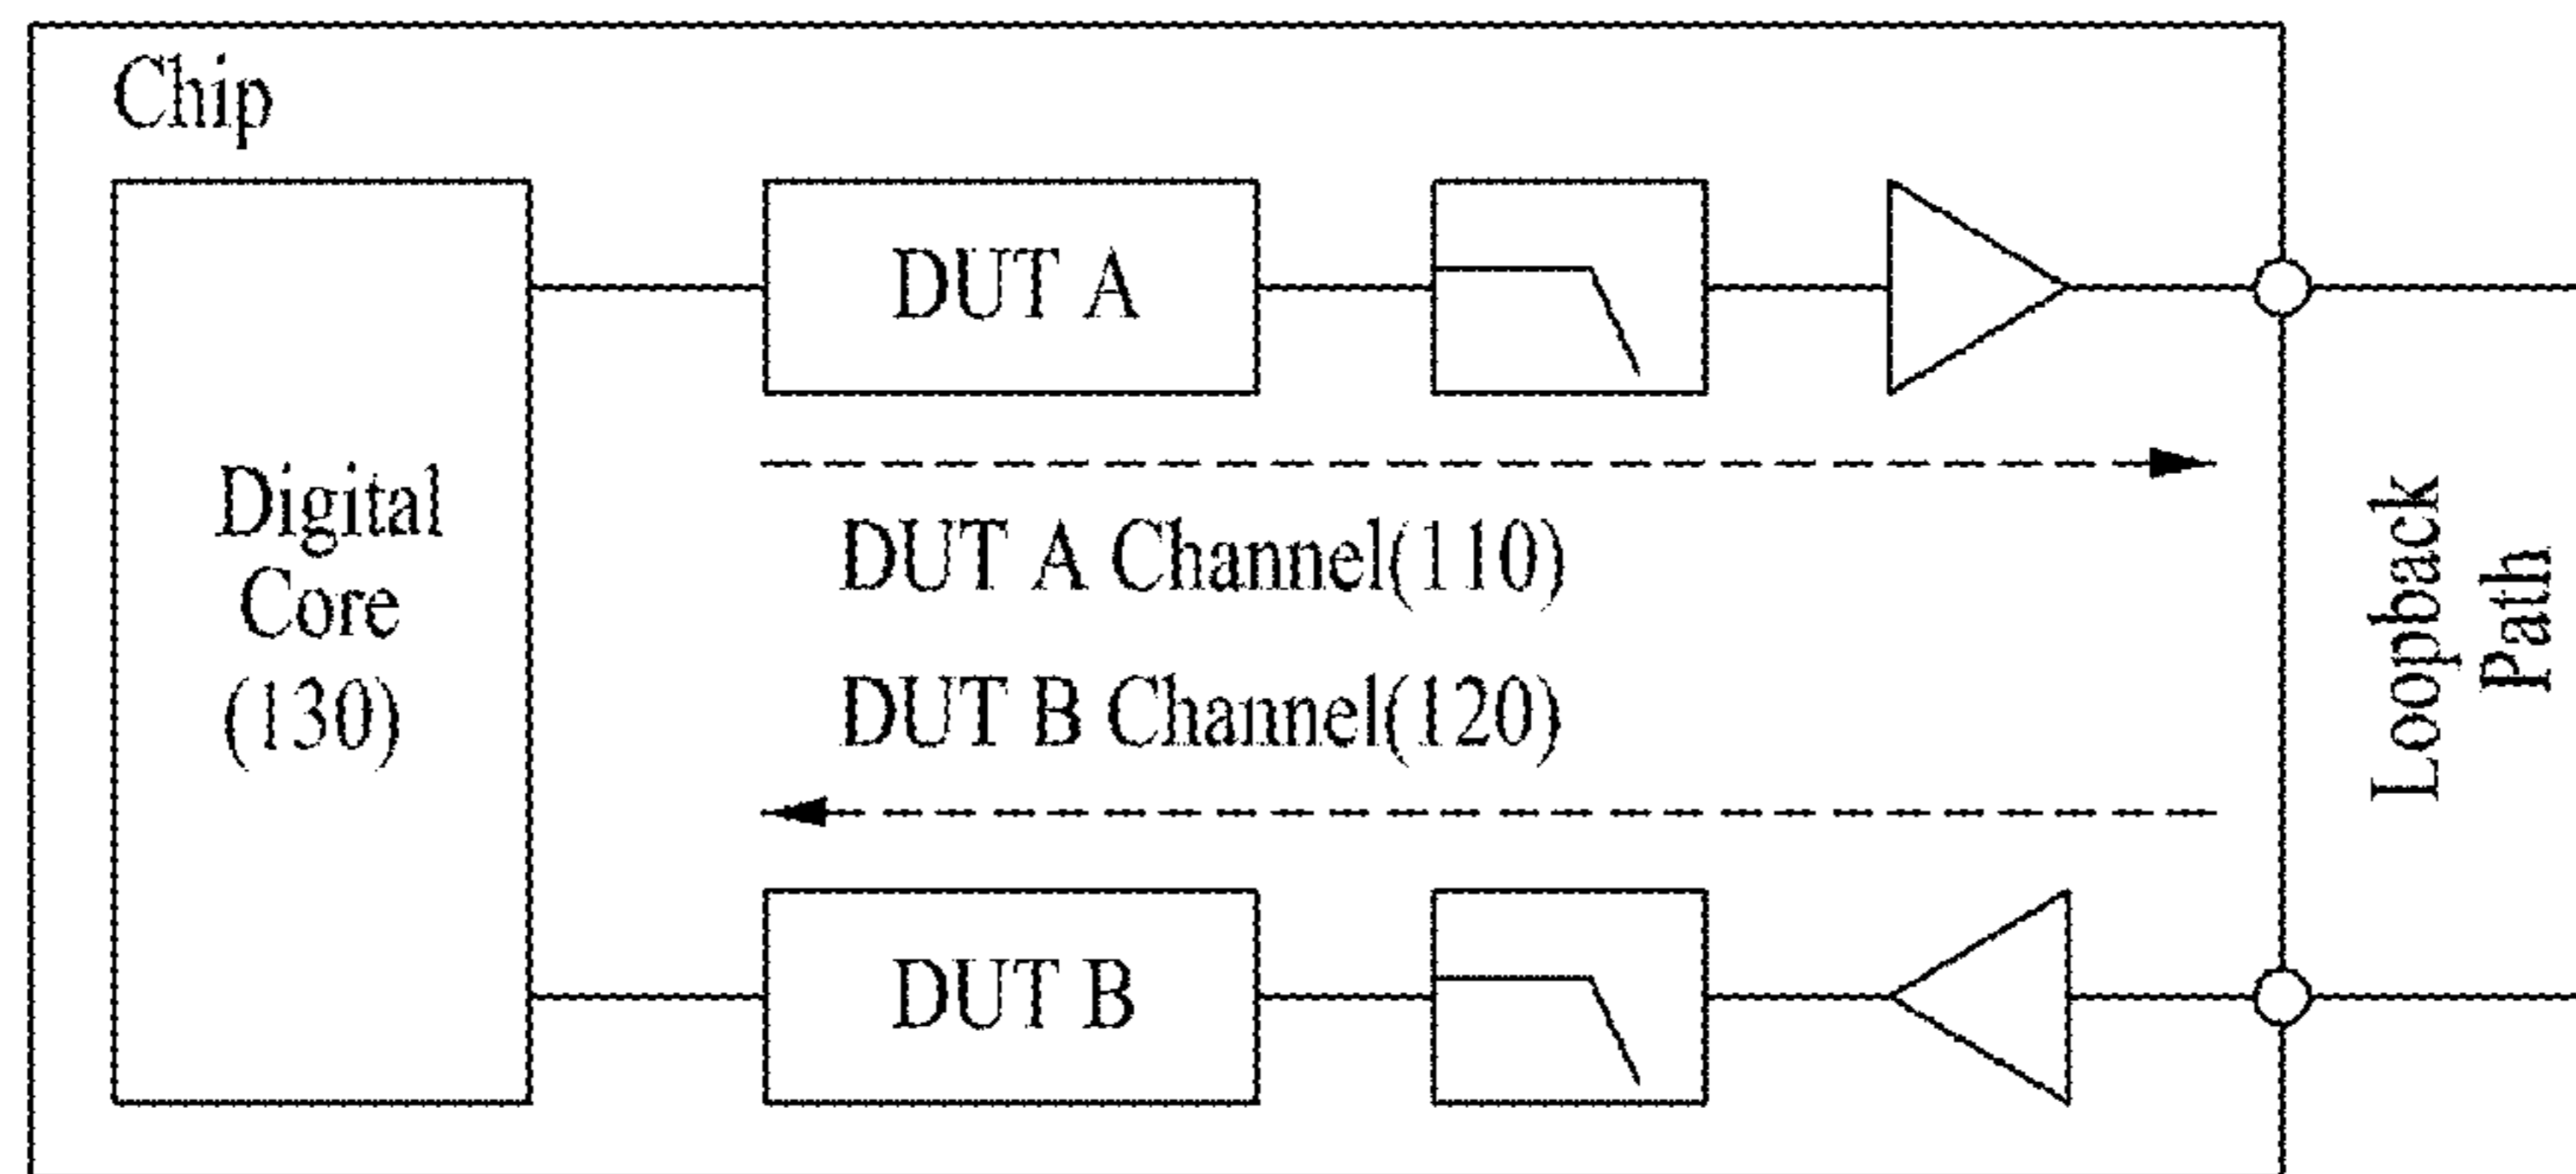 Chip
DUT A
Digital
Core
(130)
DUT A Channel(110)
DUT B Channel(120)
Loopback
Path
DUT B